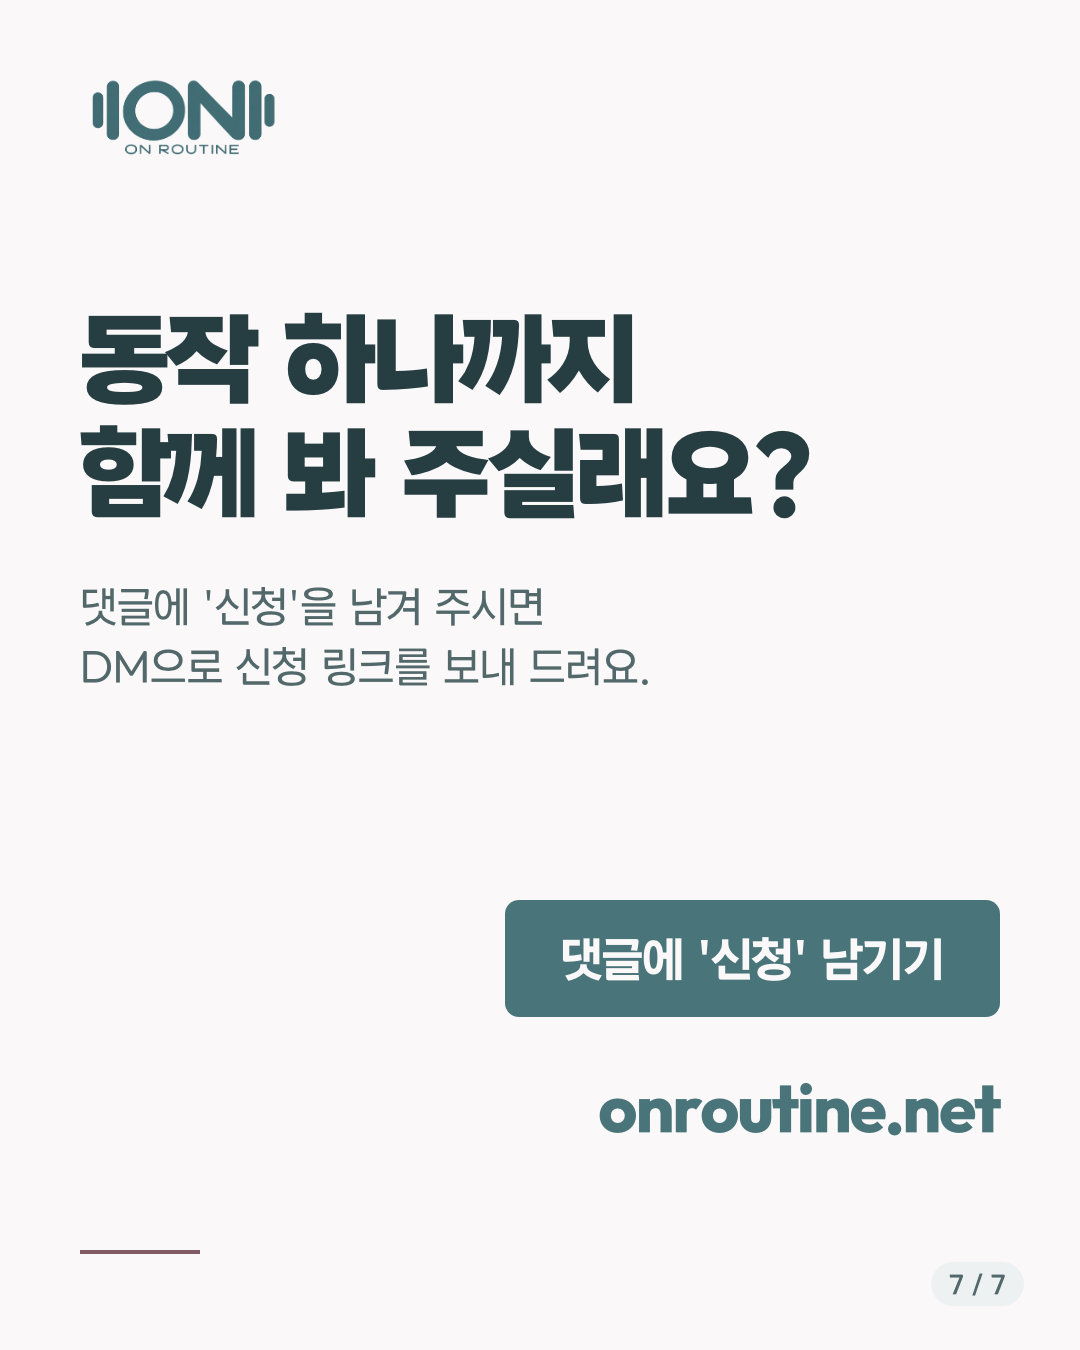 ION
ON ROUTINE
동작 하나까지
함께 봐 주실래요?
댓글에 '신청'을 남겨 주시면
DM으로 신청 링크를 보내 드려요.
댓글에 '신청' 남기기
onroutine.net
7 / 7